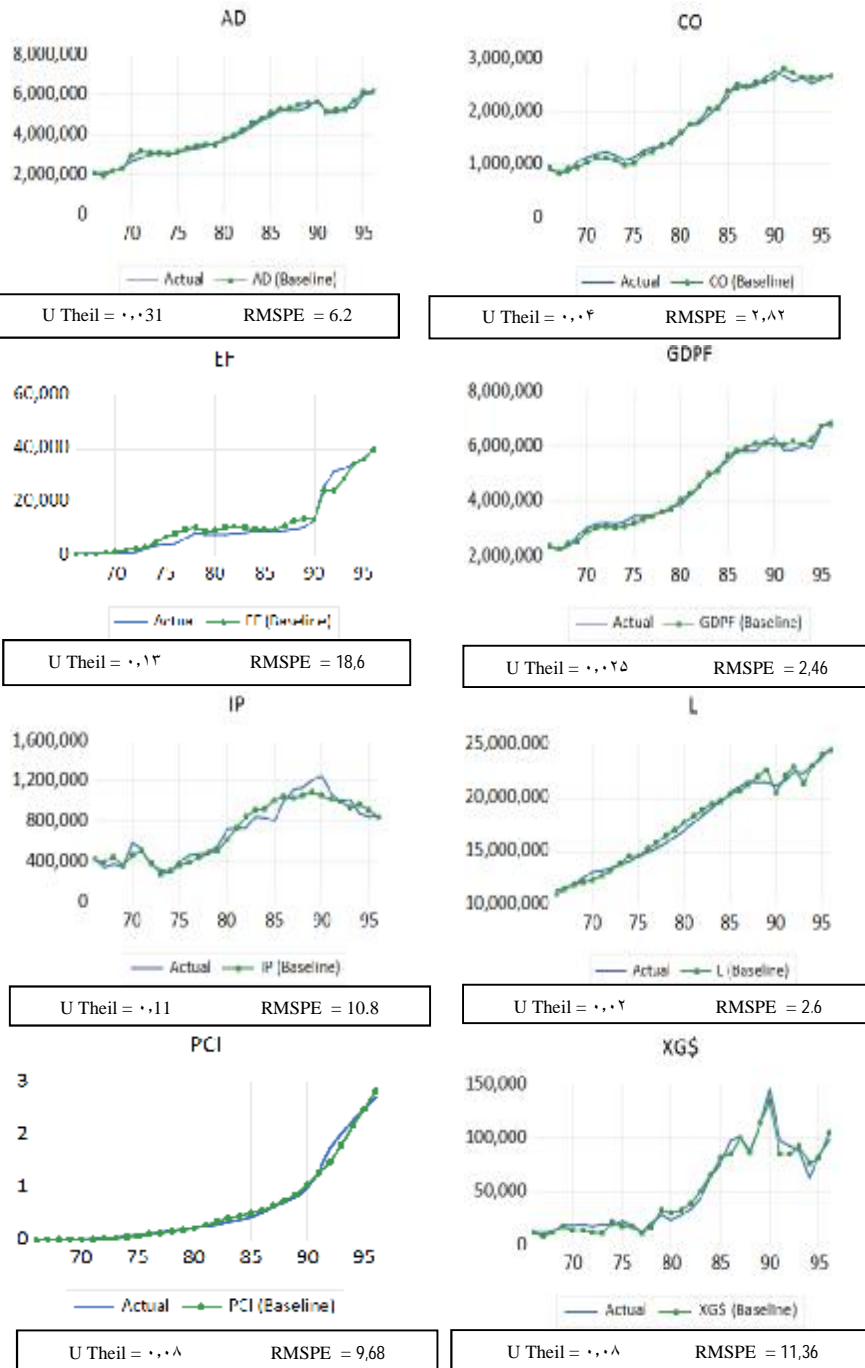 AD
8,000,000
6,000,000
4,000,000
2,000,000
0
70 75 80 85 90 95
Actual AD (Baseline)
U Theil = ۰,۰31 RMSPE = 6.2
CO
3,000,000
2,000,000
1,000,000
0
70 75 80 85 90 95
Actual CO (Baseline)
U Theil = ۰,۰۴ RMSPE = ۲,۸۲
EF
60,000
40,000
20,000
0
70 75 80 85 90 95
Actual EF (Baseline)
U Theil = ۰,۱۳ RMSPE = 18,6
GDPF
8,000,000
6,000,000
4,000,000
2,000,000
70 75 80 85 90 95
Actual GDPF (Baseline)
U Theil = ۰,۰۲۵ RMSPE = 2,46
IP
1,600,000
1,200,000
800,000
400,000
0
70 75 80 85 90 95
Actual IP (Baseline)
U Theil = ۰,11 RMSPE = 10.8
L
25,000,000
20,000,000
15,000,000
10,000,000
70 75 80 85 90 95
Actual L (Baseline)
U Theil = ۰,۰۲ RMSPE = 2.6
PCI
3
2
1
0
70 75 80 85 90 95
Actual PCI (Baseline)
U Theil = ۰,۰۸ RMSPE = 9,68
XG$
150,000
100,000
50,000
0
70 75 80 85 90 95
Actual XG$ (Baseline)
U Theil = ۰,۰۸ RMSPE = 11,36